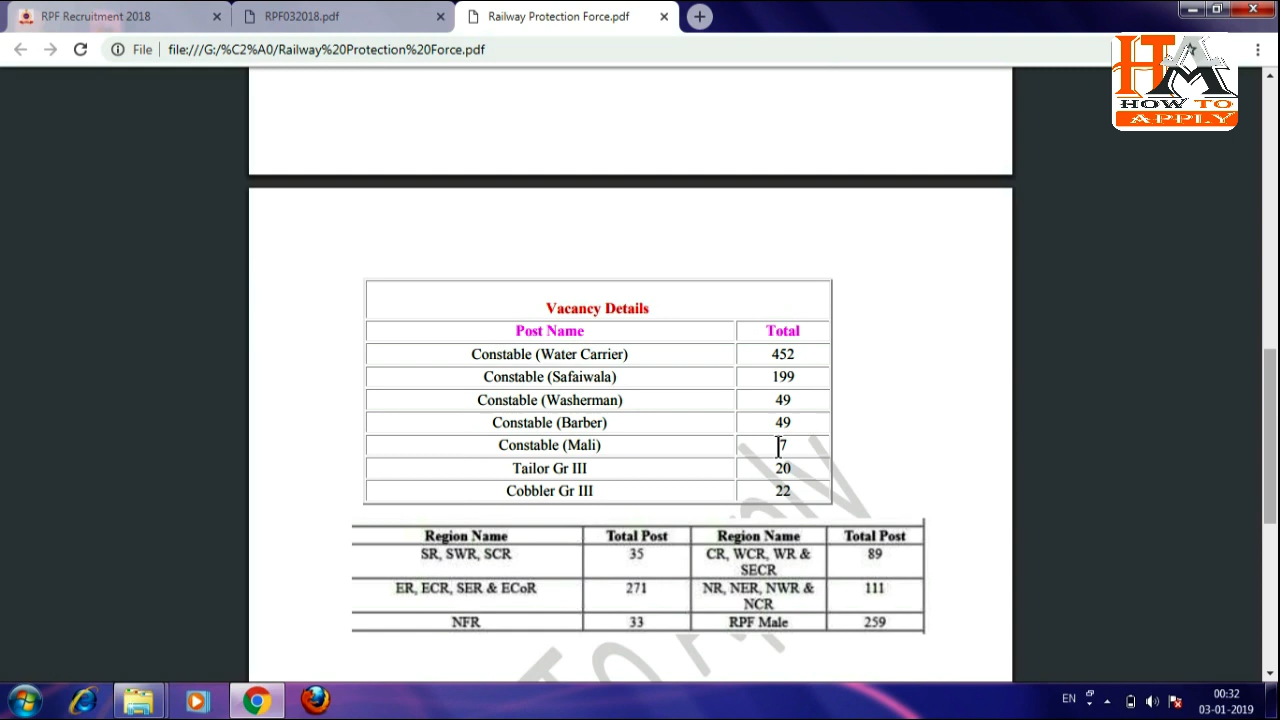 RPF Recruitment 2018
RPF032018.pdf
Railway Protection Force.pdf
File file:///G:/%C2%A0/Railway%20Protection%20Force.pdf
HTA
HOW TO
APPLY
Vacancy Details
Post Name Total
Constable (Water Carrier) 452
Constable (Safaiwala) 199
Constable (Washerman) 49
Constable (Barber) 49
Constable (Mali) 7
Tailor Gr III 20
Cobbler Gr III 22
Region Name Total Post Region Name Total Post
SR, SWR, SCR 35 CR, WCR, WR & 89
SECR
ER, ECR, SER & ECoR 271 NR, NER, NWR & 111
NCR
NFR 33 RPF Male 259
To Apply
EN 00:32
03-01-2019